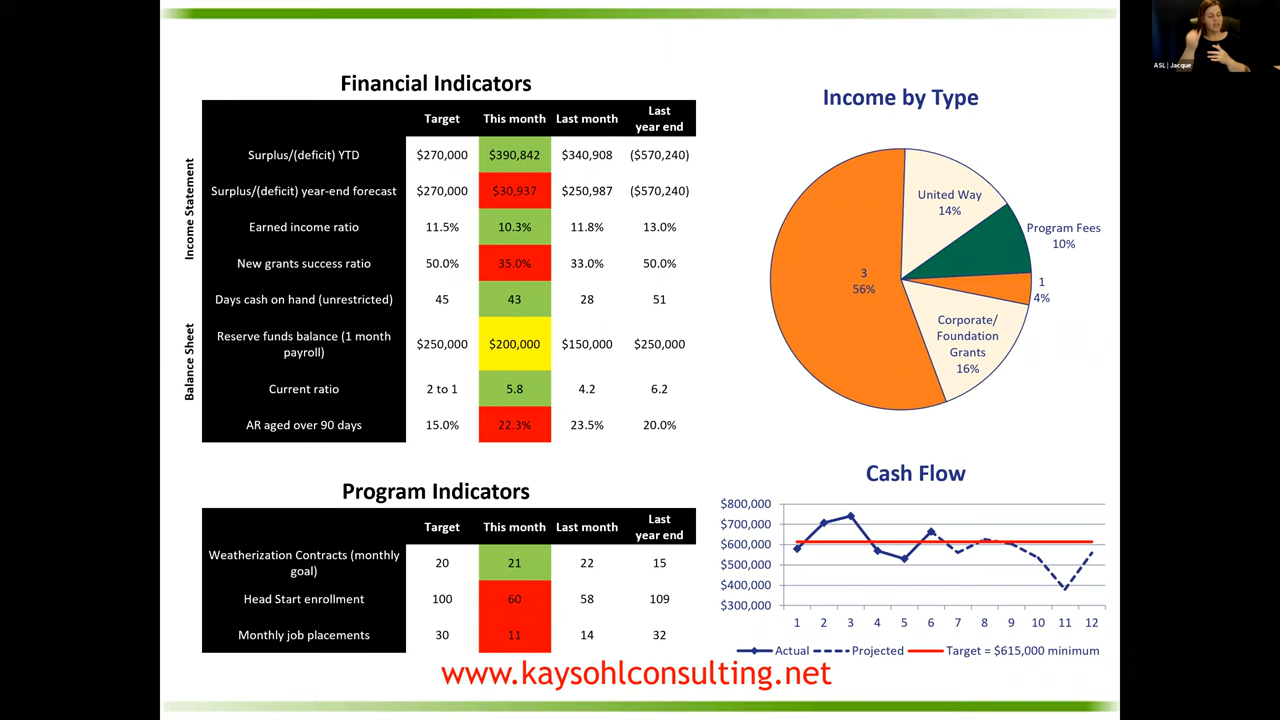 ASL | Jacque
Financial Indicators
Target This month Last month Last
year end
Income Statement
Surplus/(deficit) YTD $270,000 $390,842 $340,908 ($570,240)
Surplus/(deficit) year-end forecast $270,000 $30,937 $250,987 ($570,240)
Earned income ratio 11.5% 10.3% 11.8% 13.0%
New grants success ratio 50.0% 35.0% 33.0% 50.0%
Balance Sheet
Days cash on hand (unrestricted) 45 43 28 51
Reserve funds balance (1 month
payroll) $250,000 $200,000 $150,000 $250,000
Current ratio 2 to 1 5.8 4.2 6.2
AR aged over 90 days 15.0% 22.3% 23.5% 20.0%
Income by Type
United Way
14%
Program Fees
10%
1
4%
Corporate/
Foundation
Grants
16%
3
56%
Program Indicators
Target This month Last month Last
year end
Weatherization Contracts (monthly
goal) 20 21 22 15
Head Start enrollment 100 60 58 109
Monthly job placements 30 11 14 32
Cash Flow
$800,000
$700,000
$600,000
$500,000
$400,000
$300,000
1 2 3 4 5 6 7 8 9 10 11 12
Actual Projected Target = $615,000 minimum
www.kaysohlconsulting.net